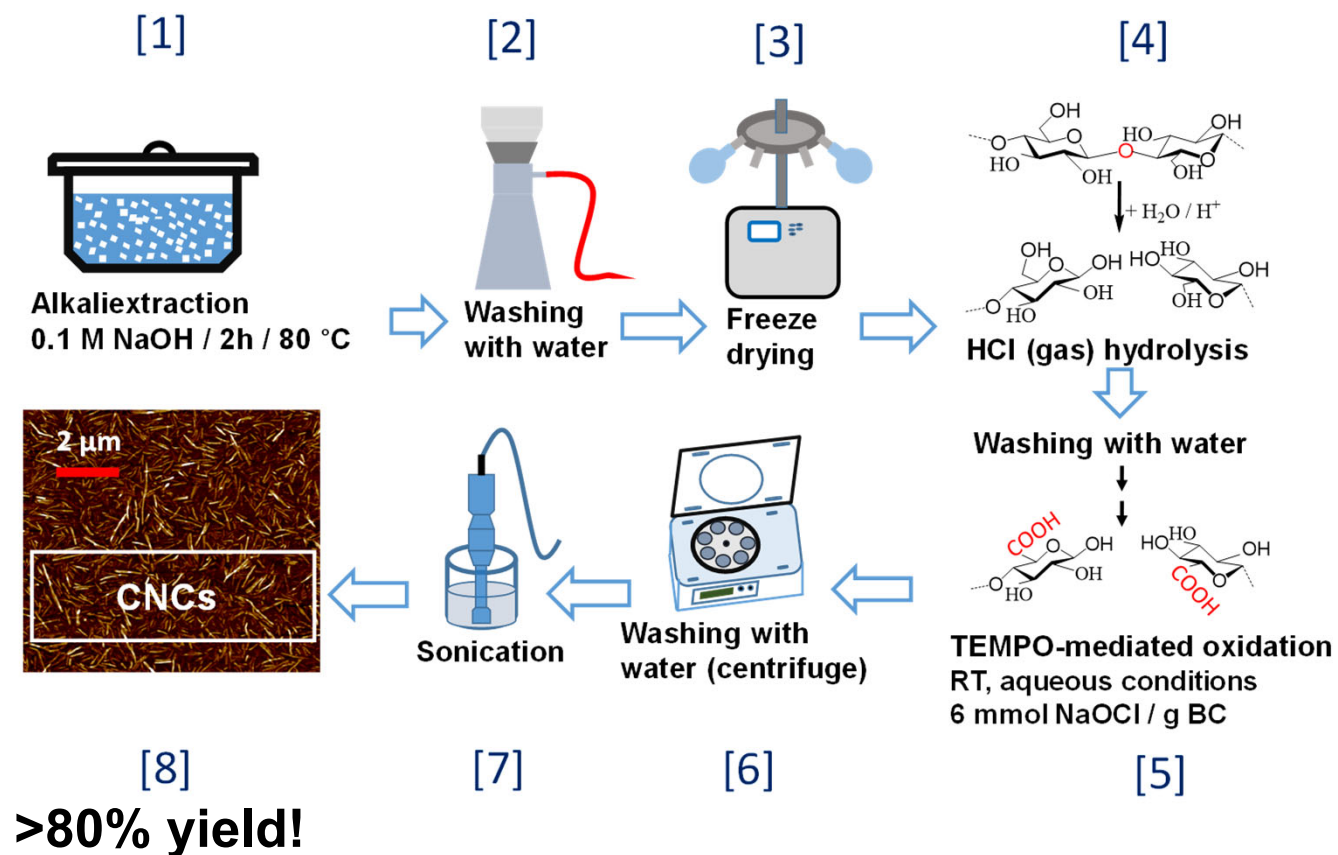 [1]
[2]
[3]
[4]
Alkaliextraction
0.1 M NaOH / 2h / 80 °C
Washing
with water
Freeze
drying
OH
O
O
HO
OH
O
HO
OH
HO
O
OH
+ H₂O / H⁺
OH
O
OH
O
OH
HO
HO
HO
OH
HO
O
OH
HCl (gas) hydrolysis
Washing with water
COOH
O
OH
O
OH
HO
HO
HO
OH
O
COOH
TEMPO-mediated oxidation
RT, aqueous conditions
6 mmol NaOCl / g BC
[5]
Washing with
water (centrifuge)
[6]
Sonication
[7]
2 µm
CNCs
[8]
>80% yield!